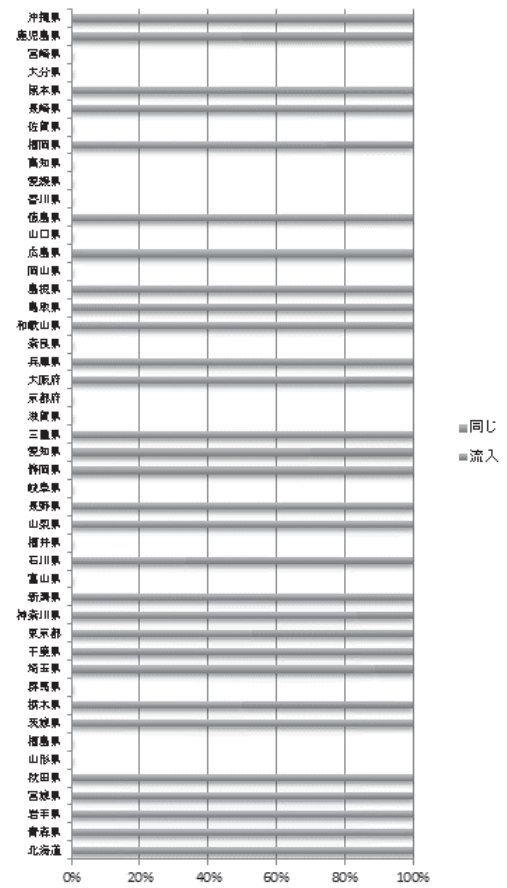 沖縄県
鹿児島県
宮崎県
大分県
熊本県
長崎県
佐賀県
福岡県
高知県
愛媛県
香川県
徳島県
山口県
広島県
岡山県
島根県
鳥取県
和歌山県
奈良県
兵庫県
大阪府
京都府
滋賀県
三重県
愛知県
静岡県
岐阜県
長野県
山梨県
福井県
石川県
富山県
新潟県
神奈川県
東京都
千葉県
埼玉県
群馬県
栃木県
茨城県
福島県
山形県
秋田県
宮城県
岩手県
青森県
北海道
0% 20% 40% 60% 80% 100%
同じ
流入